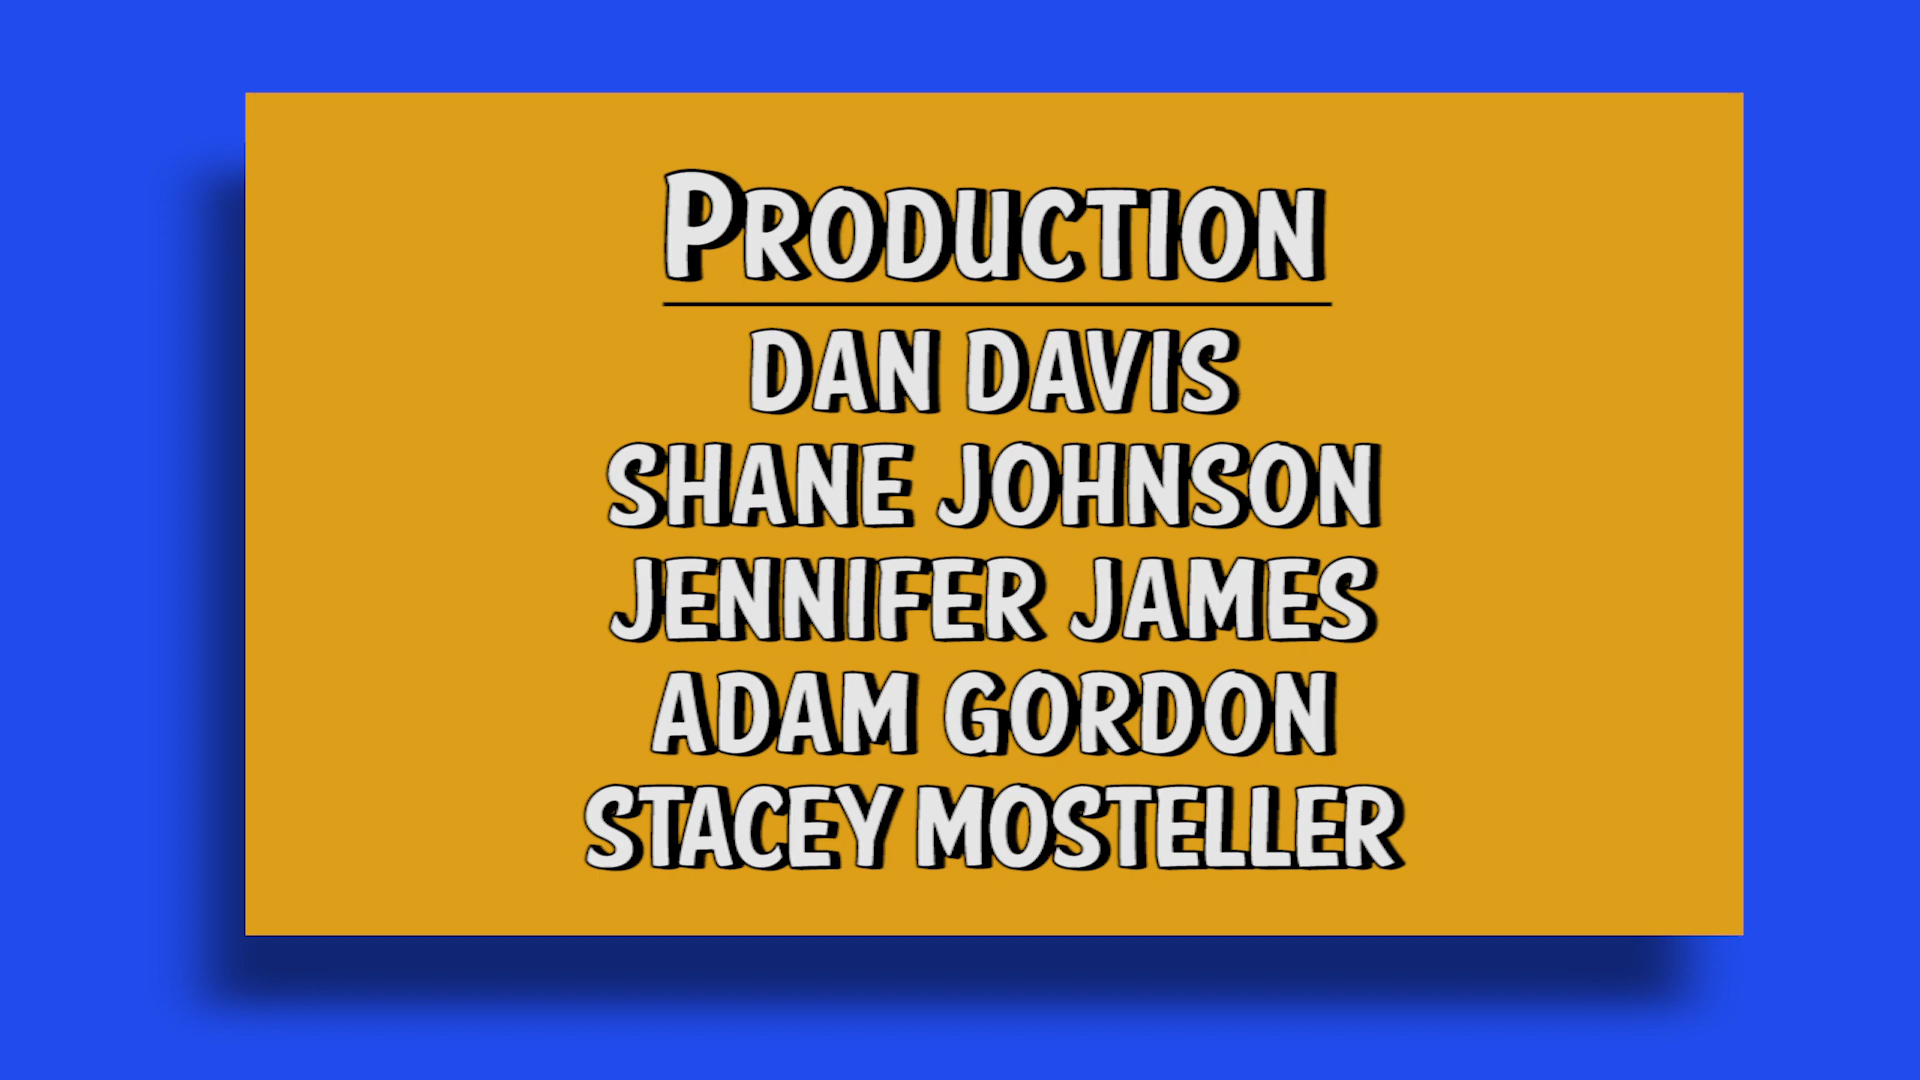 PRODUCTION
DAN DAVIS
SHANE JOHNSON
JENNIFER JAMES
ADAM GORDON
STACEY MOSTELLER